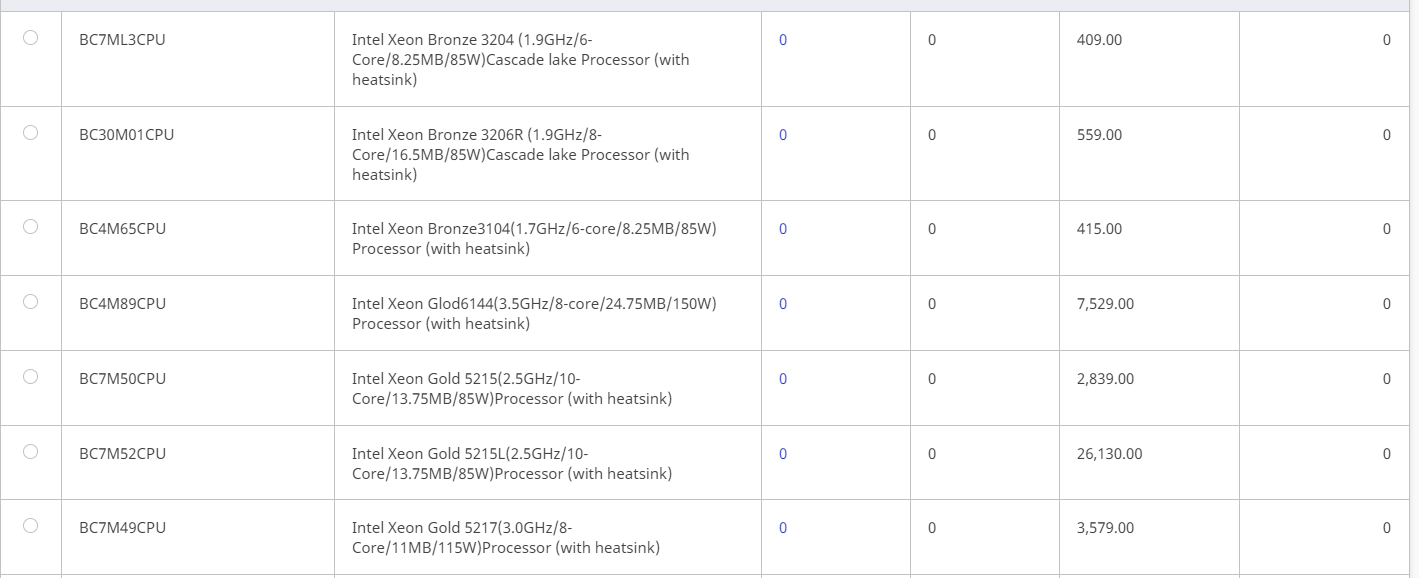 BC7ML3CPU
Intel Xeon Bronze 3204 (1.9GHz/6-
Core/8.25MB/85W)Cascade lake Processor (with
heatsink)
0
0
409.00
0
BC30M01CPU
Intel Xeon Bronze 3206R (1.9GHz/8-
Core/16.5MB/85W)Cascade lake Processor (with
heatsink)
0
0
559.00
0
BC4M65CPU
Intel Xeon Bronze3104(1.7GHz/6-core/8.25MB/85W)
Processor (with heatsink)
0
0
415.00
0
BC4M89CPU
Intel Xeon Glod6144(3.5GHz/8-core/24.75MB/150W)
Processor (with heatsink)
0
0
7,529.00
0
BC7M50CPU
Intel Xeon Gold 5215(2.5GHz/10-
Core/13.75MB/85W)Processor (with heatsink)
0
0
2,839.00
0
BC7M52CPU
Intel Xeon Gold 5215L(2.5GHz/10-
Core/13.75MB/85W)Processor (with heatsink)
0
0
26,130.00
0
BC7M49CPU
Intel Xeon Gold 5217(3.0GHz/8-
Core/11MB/115W)Processor (with heatsink)
0
0
3,579.00
0